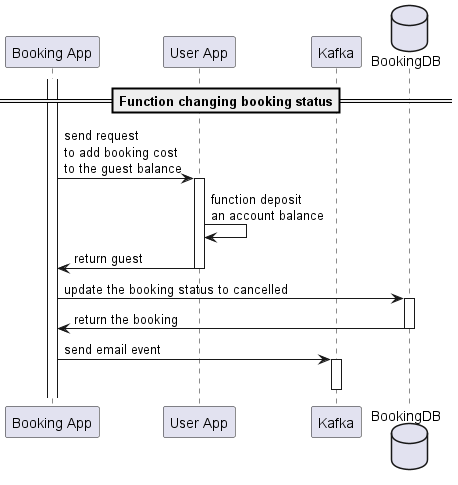 Booking App
User App
Kafka
BookingDB
Function changing booking status
send request
to add booking cost
to the guest balance
function deposit
an account balance
return guest
update the booking status to cancelled
return the booking
send email event
Booking App
User App
Kafka
BookingDB